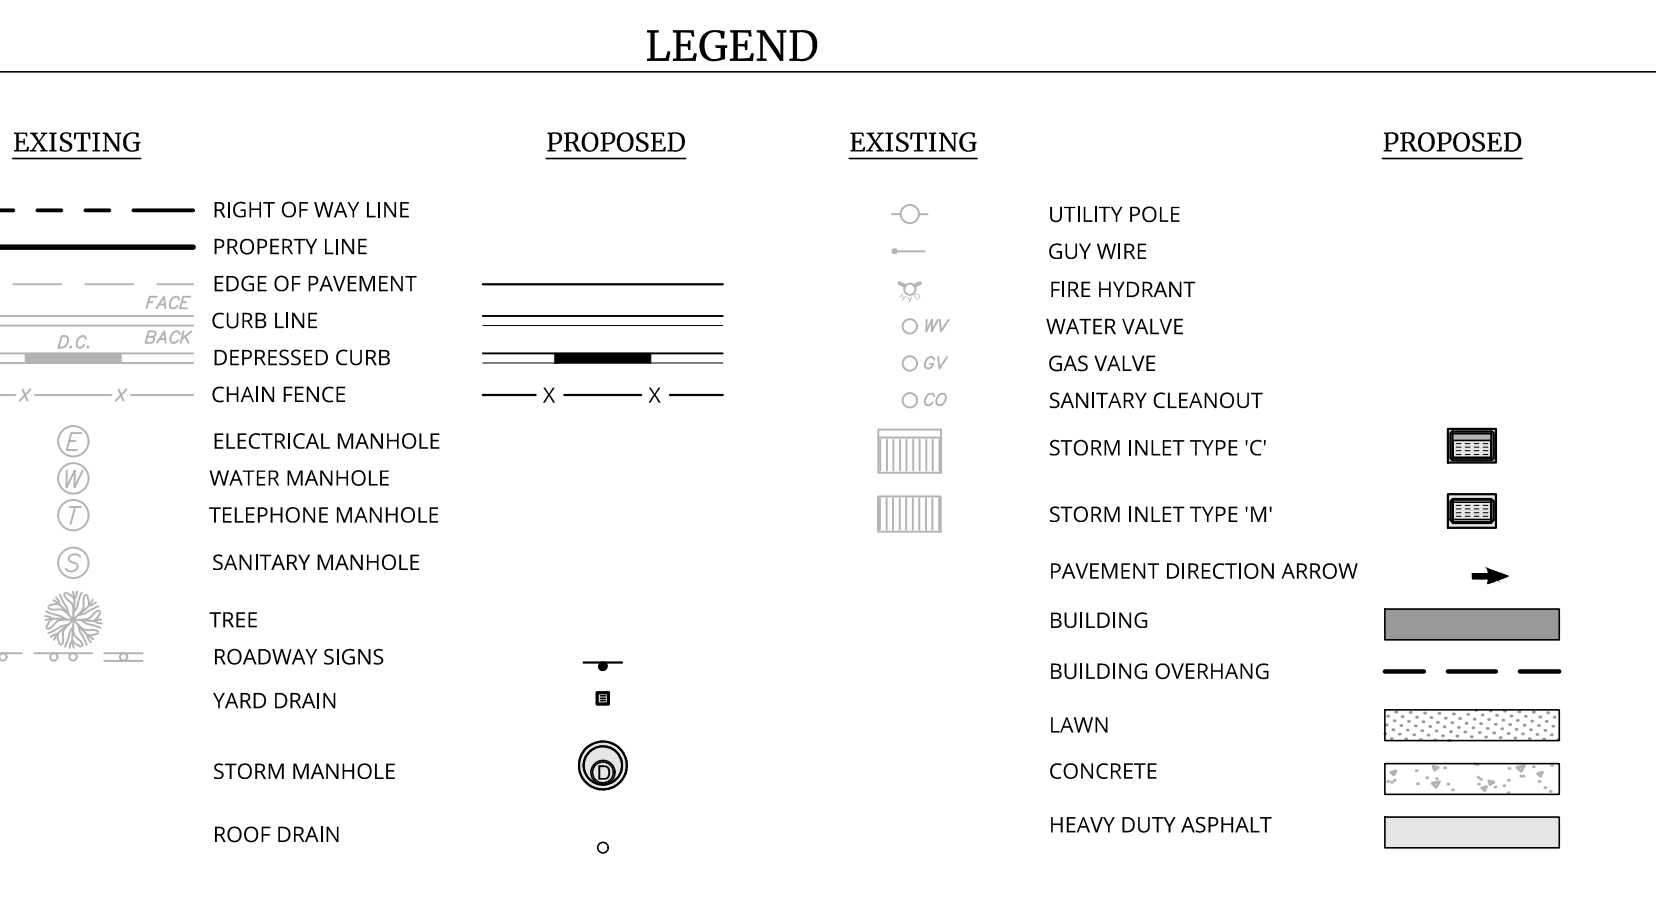 LEGEND
EXISTING PROPOSED EXISTING PROPOSED
RIGHT OF WAY LINE UTILITY POLE
PROPERTY LINE GUY WIRE
EDGE OF PAVEMENT FIRE HYDRANT
FACE
CURB LINE WV WATER VALVE
D.C. BACK
DEPRESSED CURB GV GAS VALVE
X X CHAIN FENCE X X CO SANITARY CLEANOUT
E ELECTRICAL MANHOLE STORM INLET TYPE 'C'
W WATER MANHOLE
T TELEPHONE MANHOLE STORM INLET TYPE 'M'
S SANITARY MANHOLE PAVEMENT DIRECTION ARROW
TREE BUILDING
ROADWAY SIGNS BUILDING OVERHANG
YARD DRAIN LAWN
STORM MANHOLE D CONCRETE
ROOF DRAIN HEAVY DUTY ASPHALT